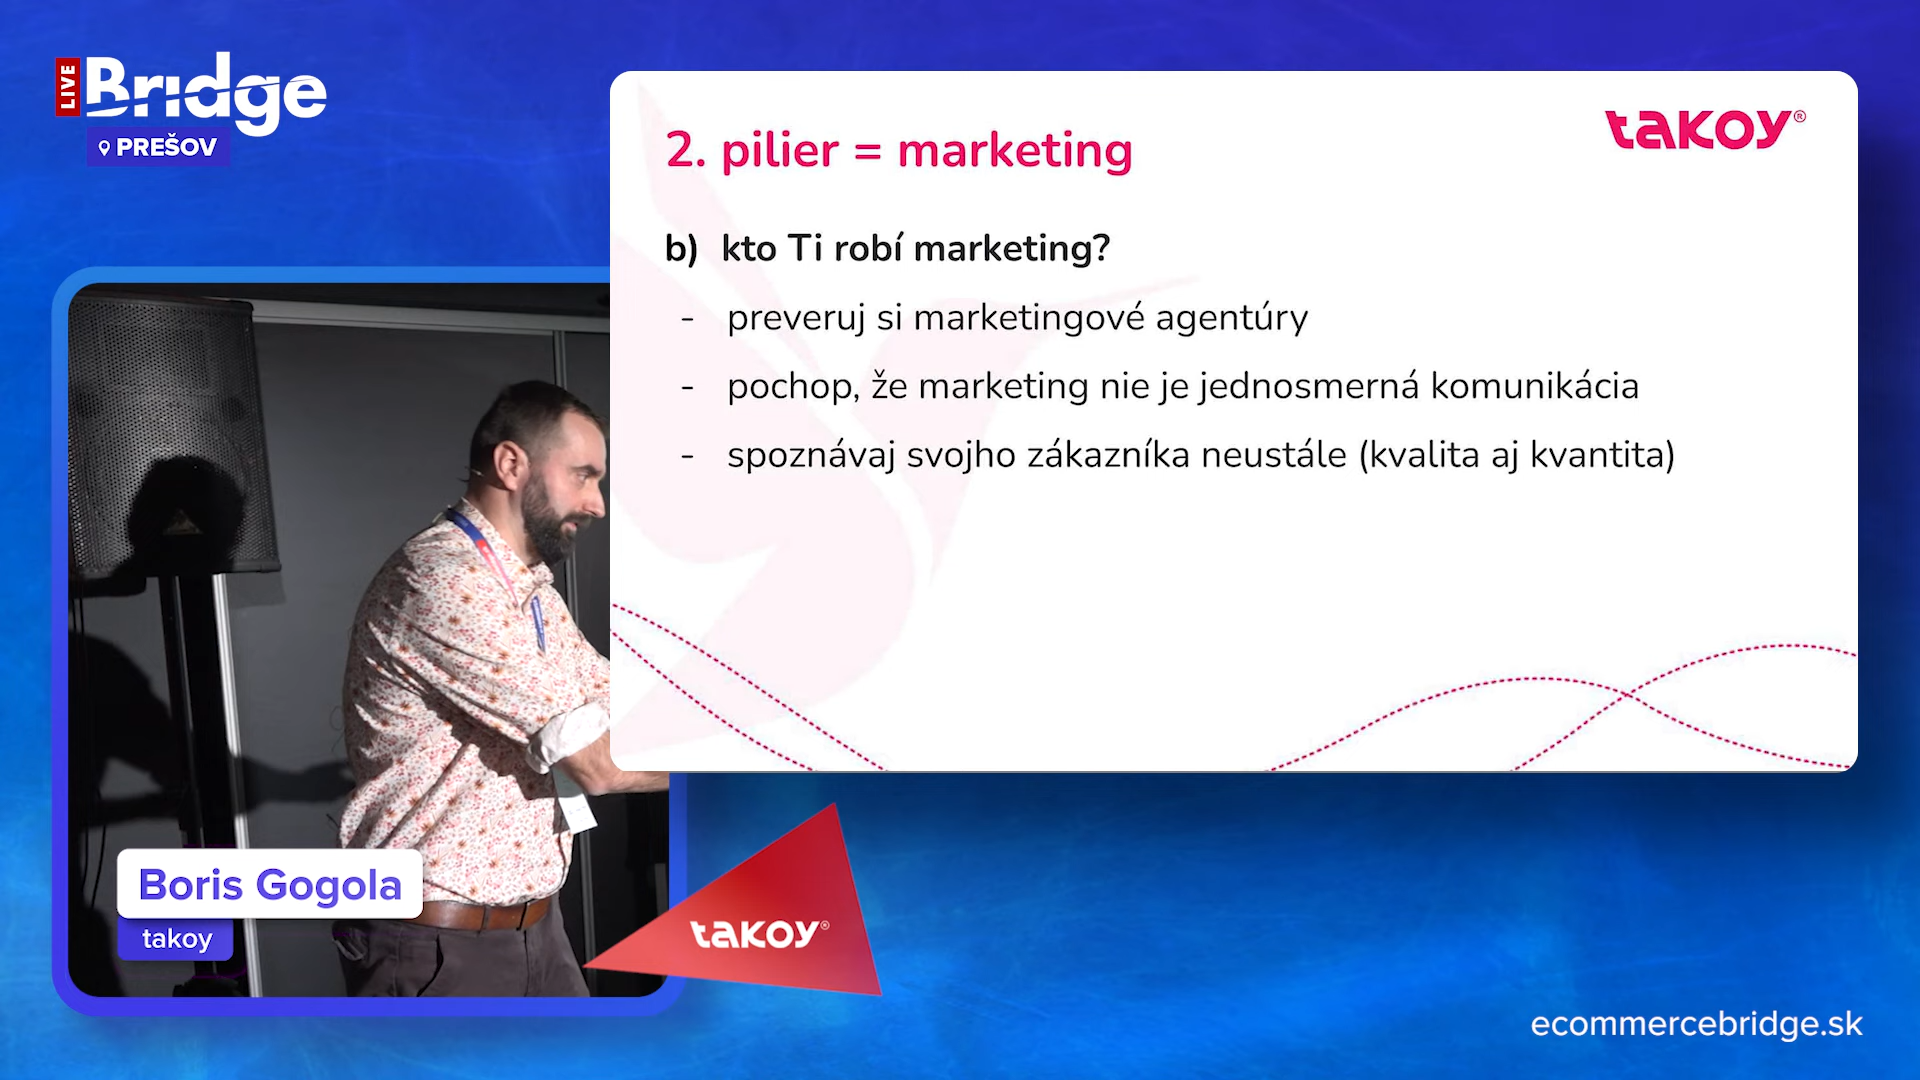 LIVE
Bridge
PREŠOV
takoy®
2. pilier = marketing
b) kto Ti robí marketing?
- preveruj si marketingové agentúry
- pochop, že marketing nie je jednosmerná komunikácia
- spoznávaj svojho zákazníka neustále (kvalita aj kvantita)
Boris Gogola
takoy
takoy®
ecommercebridge.sk